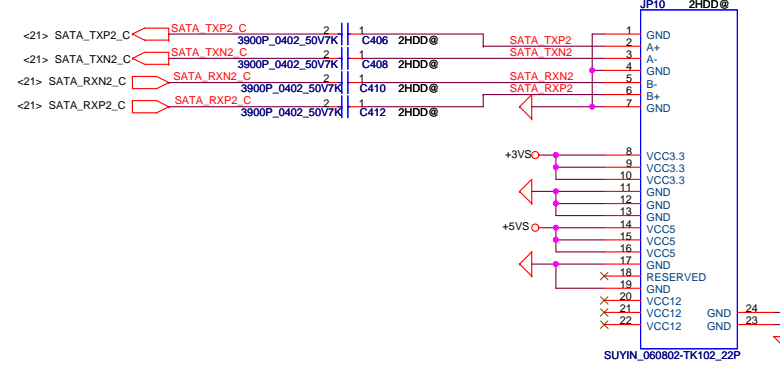 JP10 2HDD@
<21> SATA_TXP2_C SATA_TXP2_C 2 1 SATA_TXP2 1 GND
3900P_0402_50V7K C406 2HDD@ 2 A+
<21> SATA_TXN2_C SATA_TXN2_C 2 1 SATA_TXN2 3 A-
3900P_0402_50V7K C408 2HDD@ 4 GND
<21> SATA_RXN2_C SATA_RXN2_C 2 1 SATA_RXN2 5 B-
3900P_0402_50V7K C410 2HDD@ 6 B+
<21> SATA_RXP2_C SATA_RXP2_C 2 1 SATA_RXP2 7 GND
3900P_0402_50V7K C412 2HDD@
+3VS 8 VCC3.3
9 VCC3.3
10 VCC3.3
11 GND
12 GND
13 GND
+5VS 14 VCC5
15 VCC5
16 VCC5
17 GND
18 RESERVED
19 GND
20 VCC12
21 VCC12 GND 24
22 VCC12 GND 23
SUYIN_060802-TK102_22P